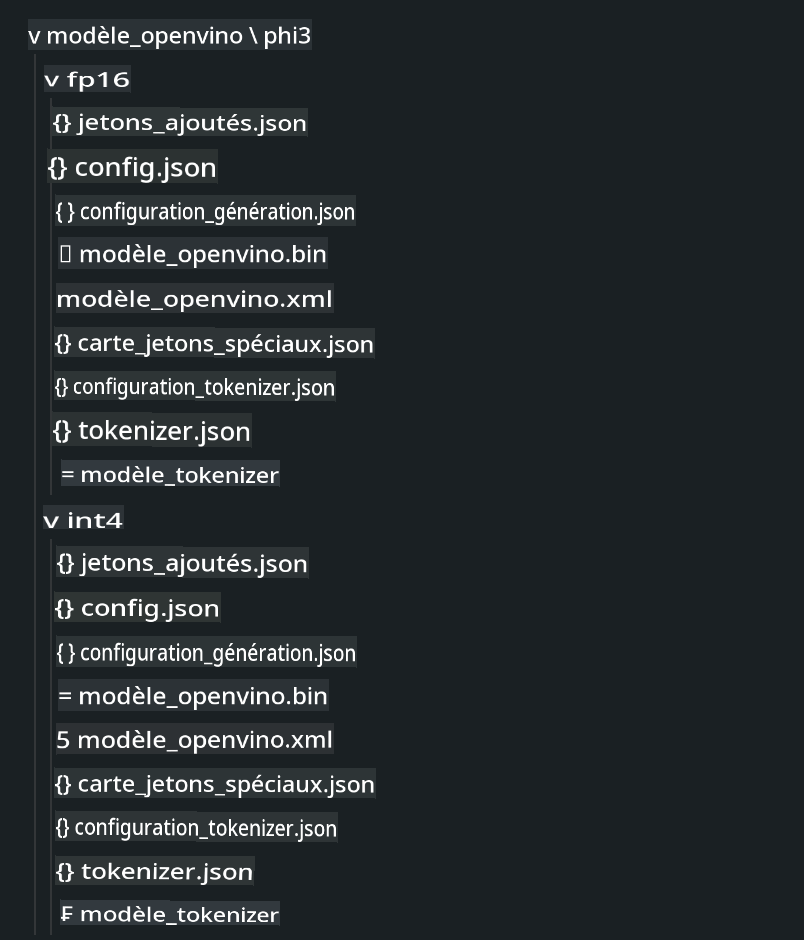 v modèle_openvino \ phi3
v fp16
{} jetons_ajoutés.json
{} config.json
{ } configuration_génération.json
▯ modèle_openvino.bin
modèle_openvino.xml
{} carte_jetons_spéciaux.json
{} configuration_tokenizer.json
{} tokenizer.json
= modèle_tokenizer
v int4
{} jetons_ajoutés.json
{} config.json
{ } configuration_génération.json
= modèle_openvino.bin
5 modèle_openvino.xml
{} carte_jetons_spéciaux.json
{} configuration_tokenizer.json
{} tokenizer.json
₣ modèle_tokenizer